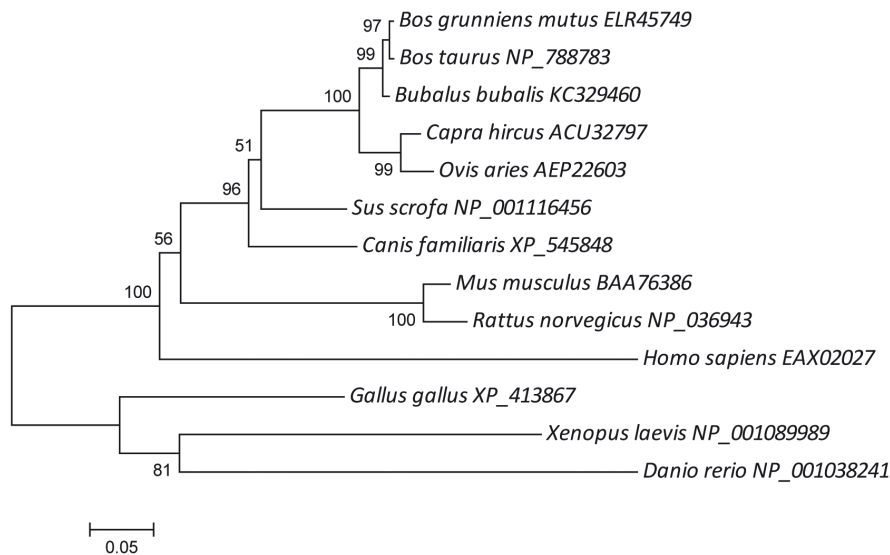 97
Bos grunniens mutus ELR45749
99
Bos taurus NP_788783
100
Bubalus bubalis KC329460
Capra hircus ACU32797
51
99
Ovis aries AEP22603
96
Sus scrofa NP_001116456
56
Canis familiaris XP_545848
Mus musculus BAA76386
100
100
Rattus norvegicus NP_036943
Homo sapiens EAX02027
Gallus gallus XP_413867
Xenopus laevis NP_001089989
81
Danio rerio NP_001038241
0.05